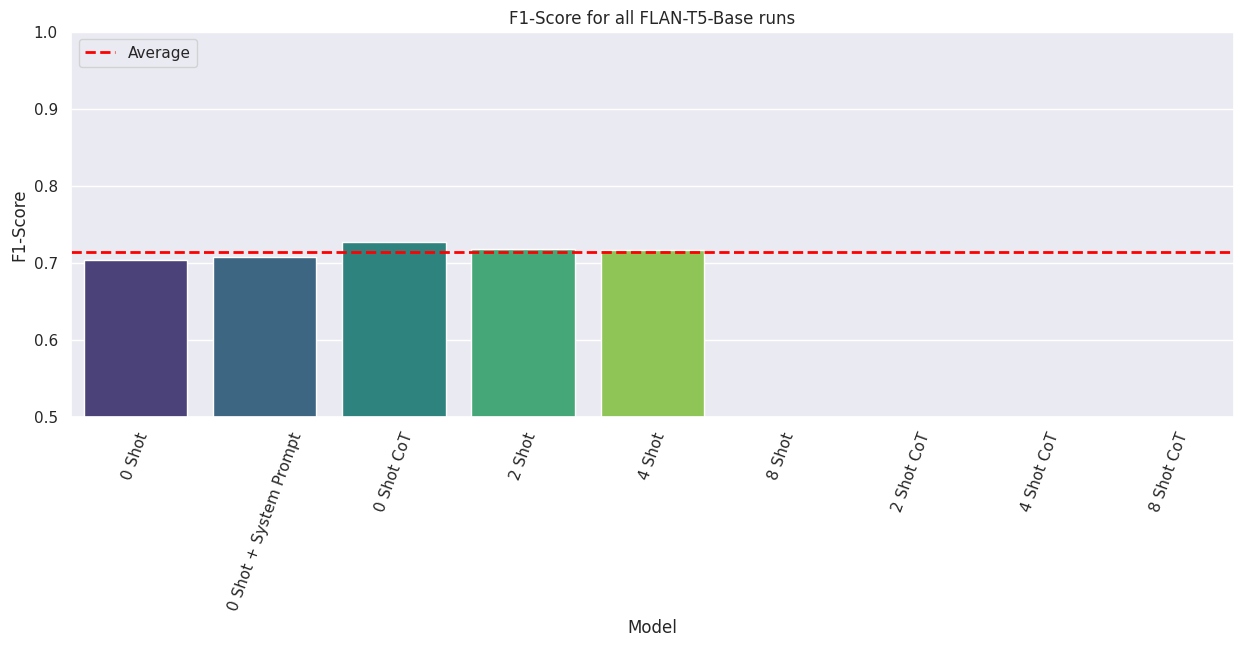 F1-Score for all FLAN-T5-Base runs
Average
F1-Score
1.0
0.9
0.8
0.7
0.6
0.5
0 Shot
0 Shot + System Prompt
0 Shot CoT
2 Shot
4 Shot
8 Shot
2 Shot CoT
4 Shot CoT
8 Shot CoT
Model